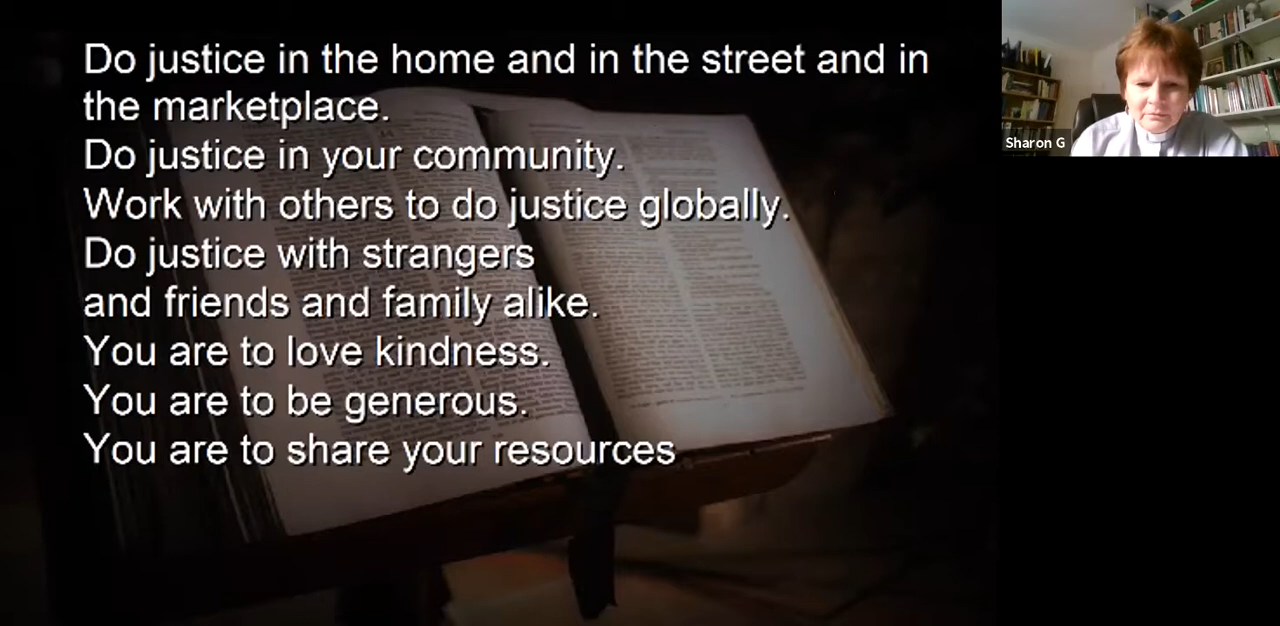 Do justice in the home and in the street and in
the marketplace.
Do justice in your community.
Work with others to do justice globally.
Do justice with strangers
and friends and family alike.
You are to love kindness.
You are to be generous.
You are to share your resources
Sharon G